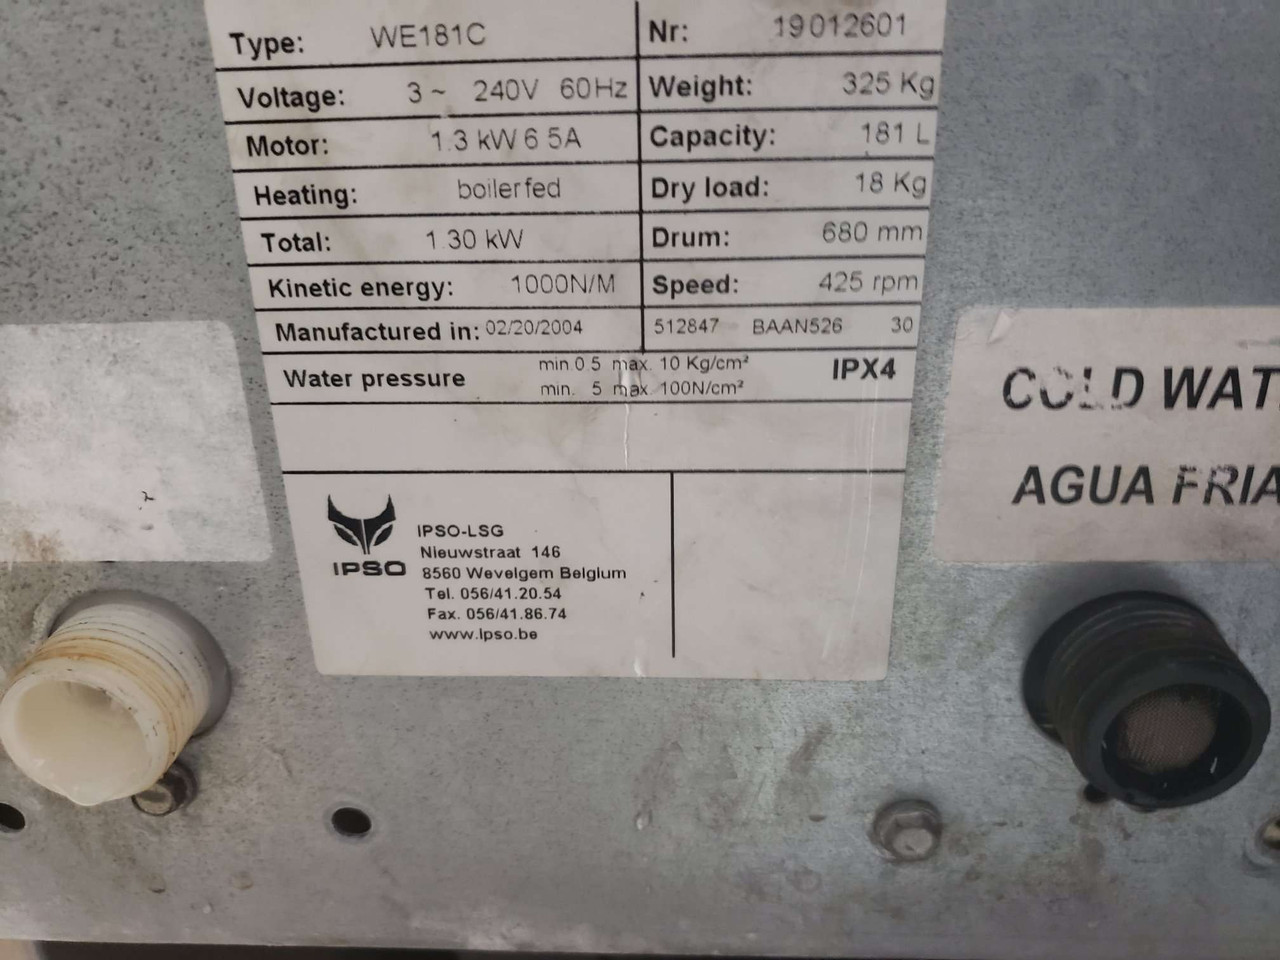 Type: WE181C Nr: 19012601
Voltage: 3 ~ 240V 60Hz Weight: 325 Kg
Motor: 1.3 kW 6 5A Capacity: 181 L
Heating: boilerfed Dry load: 18 Kg
Total: 1.30 kW Drum: 680 mm
Kinetic energy: 1000N/M Speed: 425 rpm
Manufactured in: 02/20/2004 512847 BAAN526 30
Water pressure min 0.5 max. 10 Kg/cm² IPX4
min. 5 max 100N/cm²
COLD WAT
AGUA FRIA
IPSO
IPSO-LSG
Nieuwstraat 146
8560 Wevelgem Belgium
Tel. 056/41.20.54
Fax. 056/41.86.74
www.ipso.be